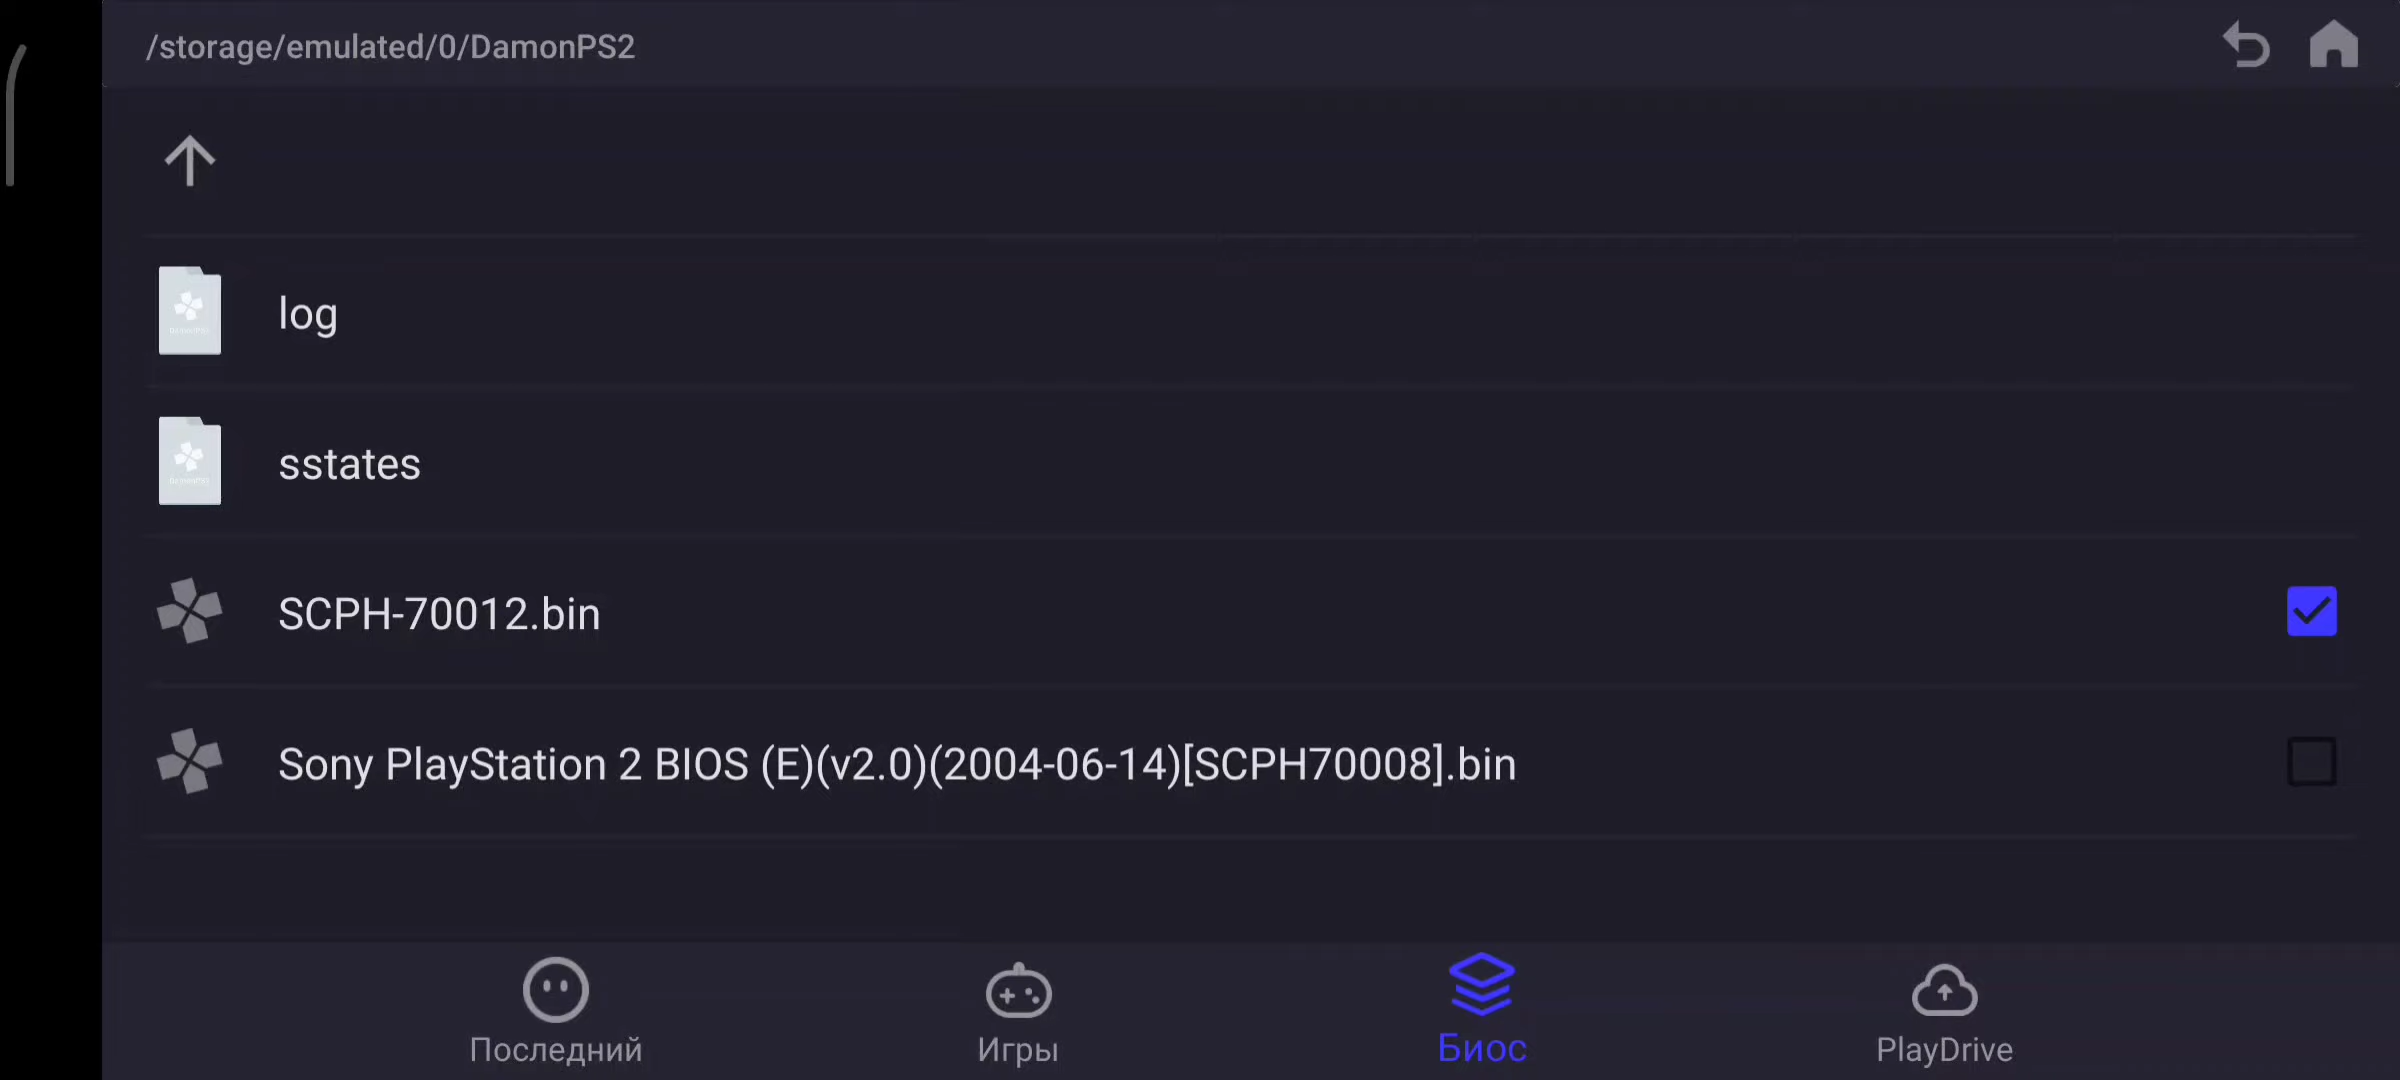 /storage/emulated/0/DamonPS2
log
sstates
SCPH-70012.bin
Sony PlayStation 2 BIOS (E)(v2.0)(2004-06-14)[SCPH70008].bin
Последний
Игры
Биос
PlayDrive